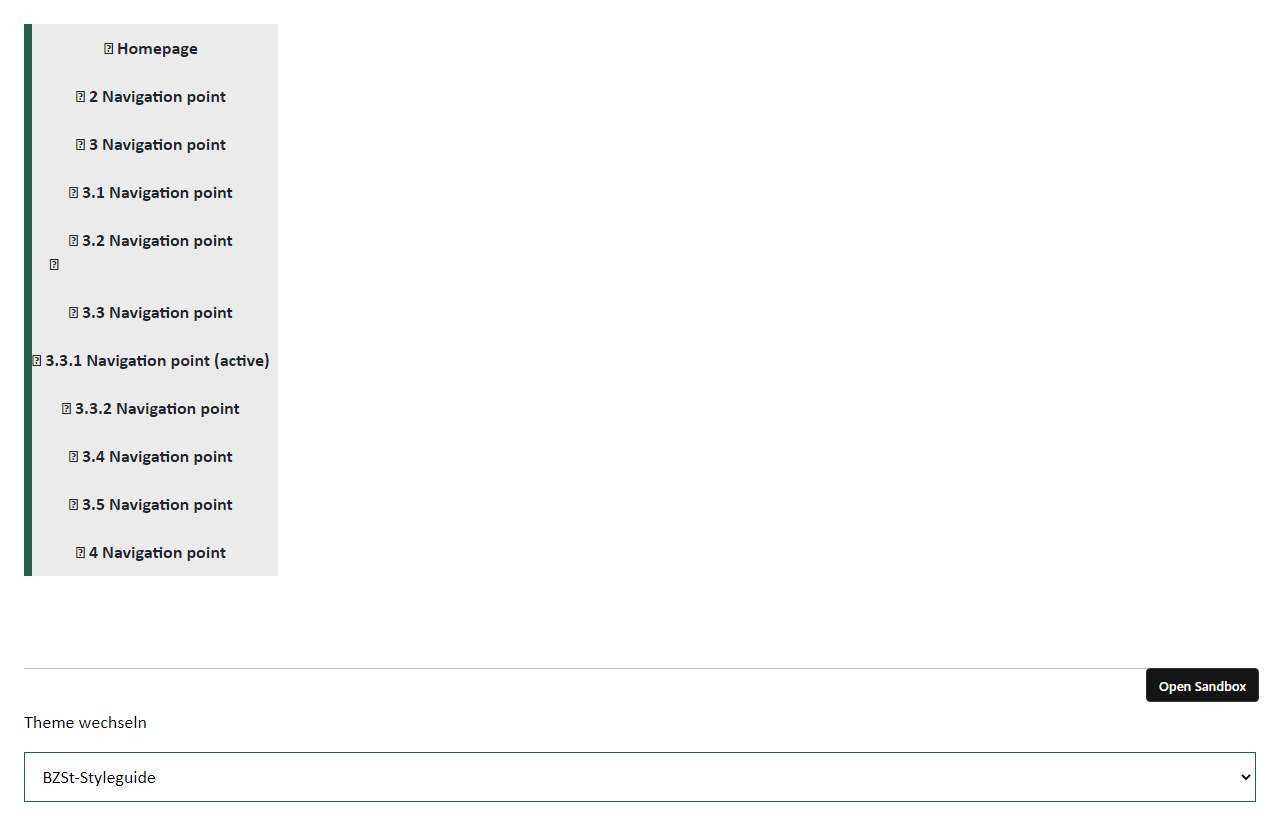 Homepage
2 Navigation point
3 Navigation point
3.1 Navigation point
3.2 Navigation point
3.3 Navigation point
3.3.1 Navigation point (active)
3.3.2 Navigation point
3.4 Navigation point
3.5 Navigation point
4 Navigation point
Open Sandbox
Theme wechseln
BZSt-Styleguide